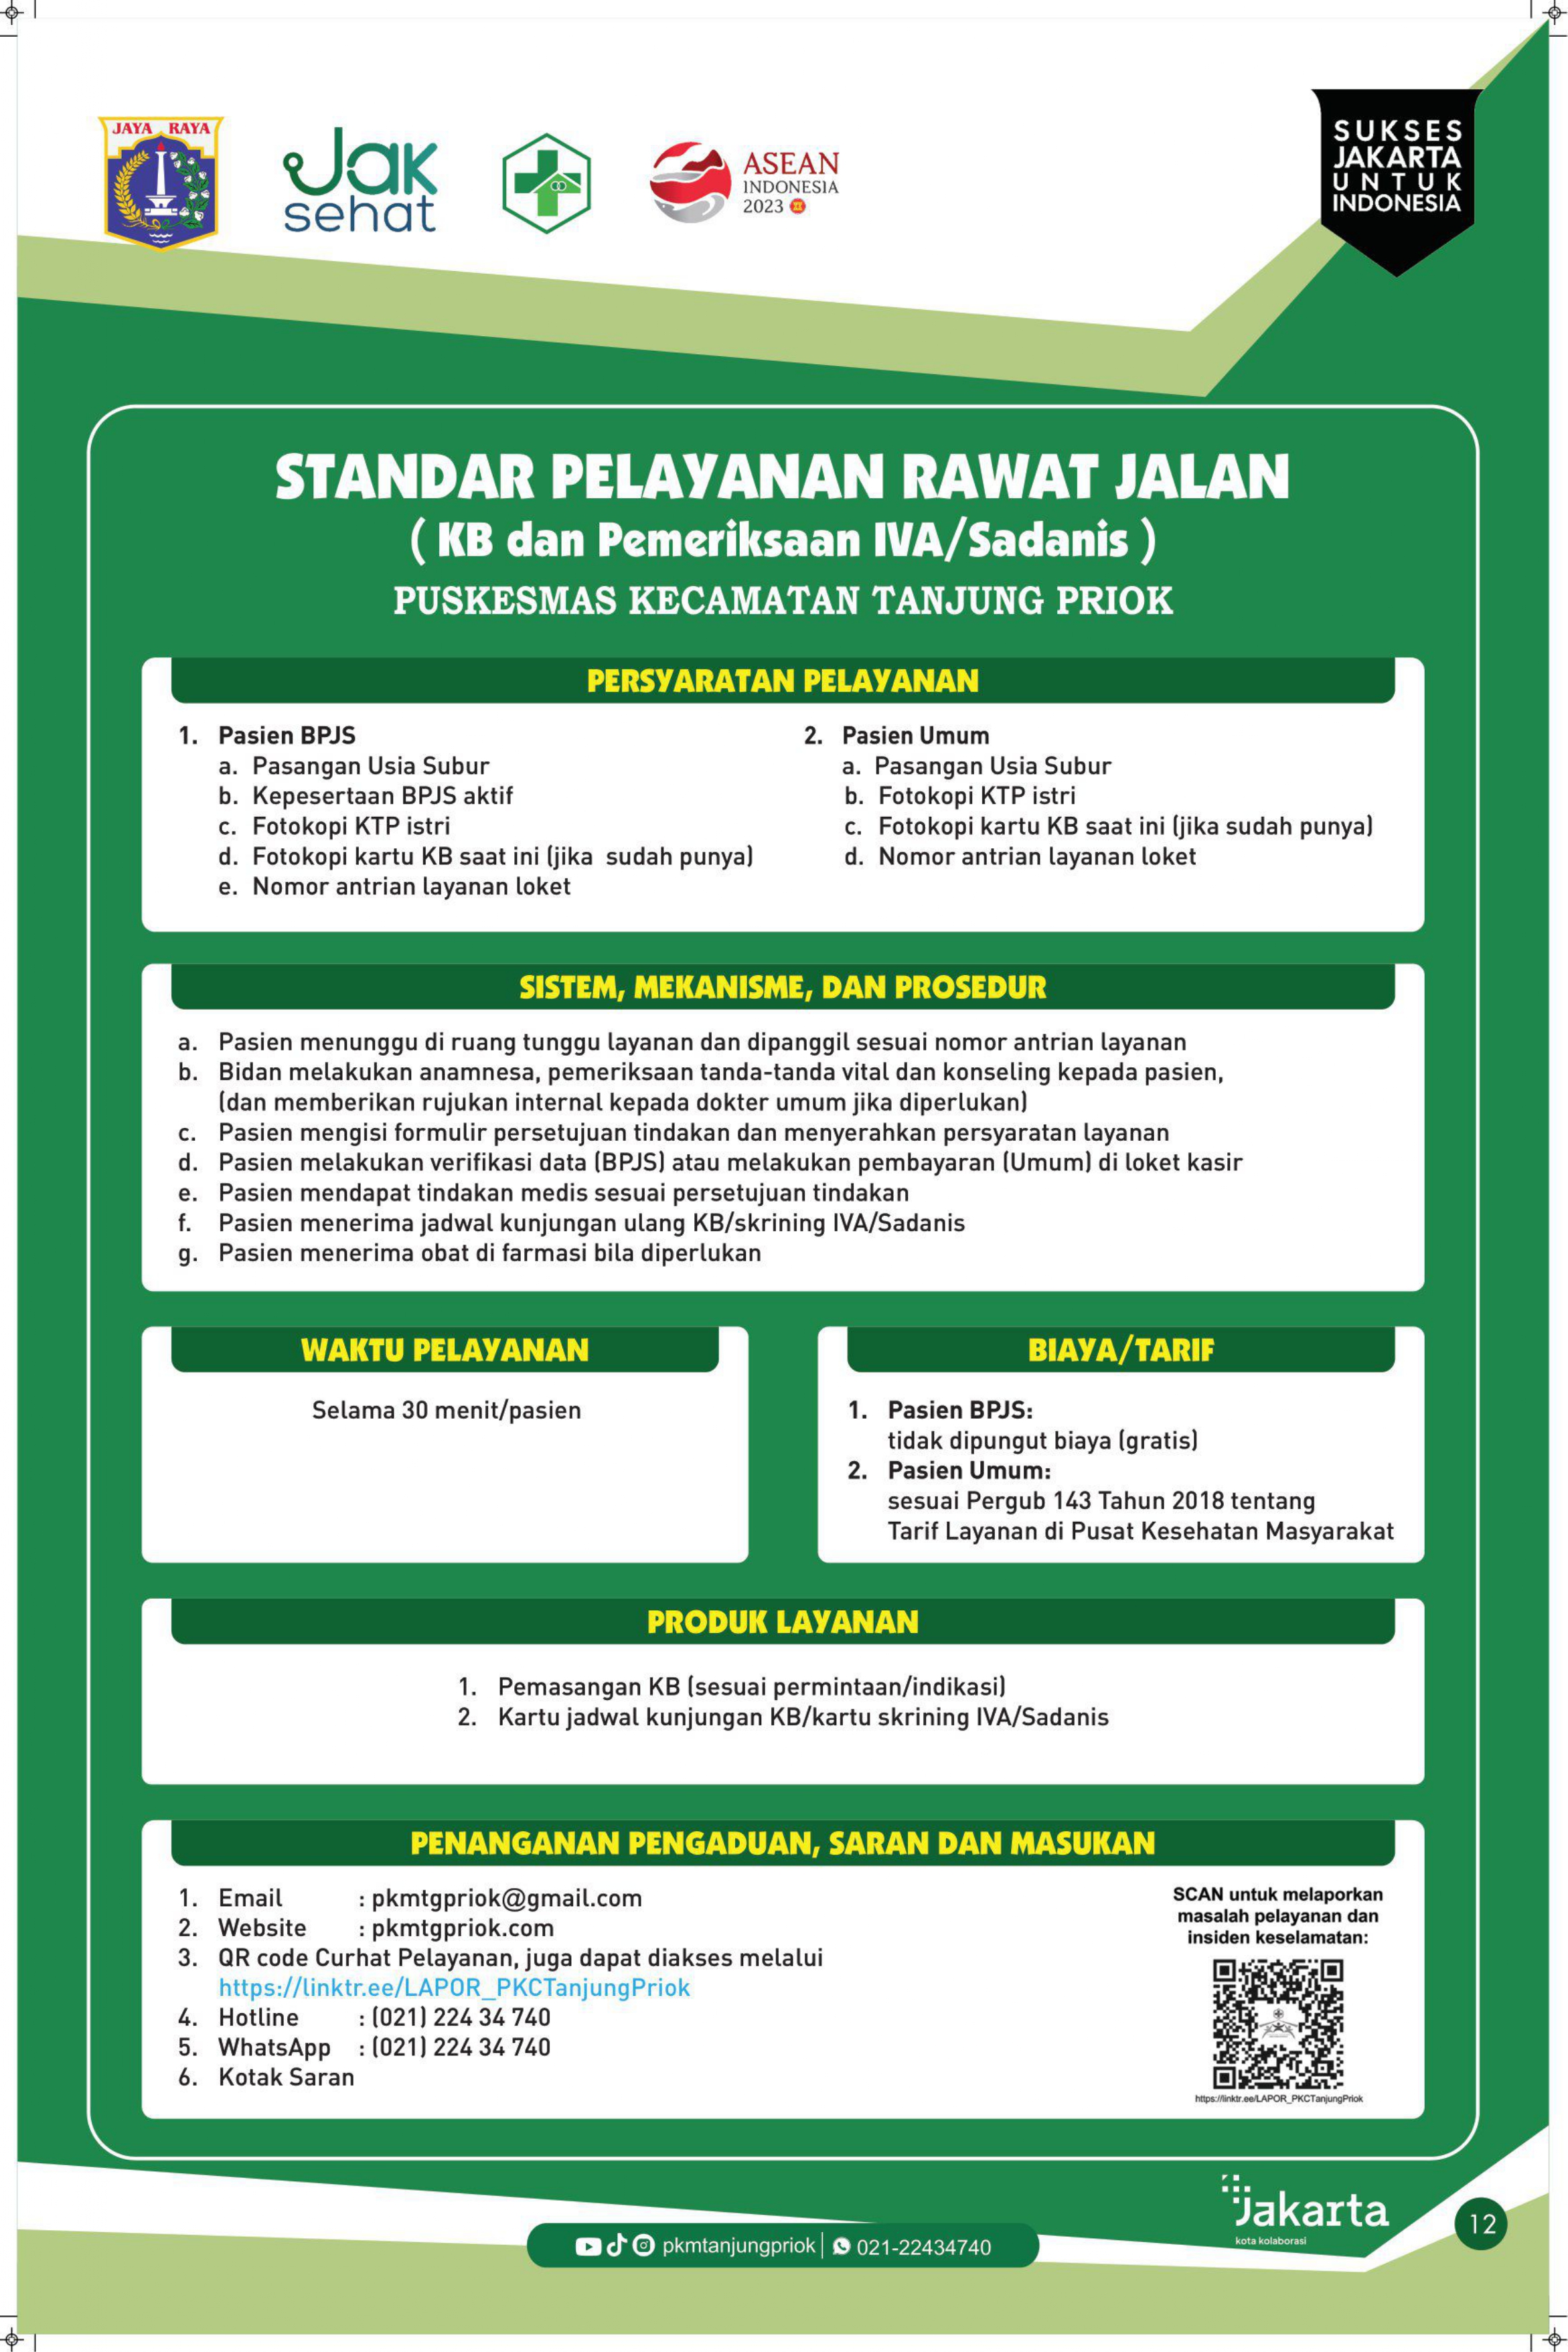 JAYA RAYA
Jak
sehat
ASEAN
INDONESIA
2023
SUKSES
JAKARTA
UNTUK
INDONESIA
STANDAR PELAYANAN RAWAT JALAN
( KB dan Pemeriksaan IVA/Sadanis )
PUSKESMAS KECAMATAN TANJUNG PRIOK
PERSYARATAN PELAYANAN
1. Pasien BPJS
a. Pasangan Usia Subur
b. Kepesertaan BPJS aktif
c. Fotokopi KTP istri
d. Fotokopi kartu KB saat ini (jika sudah punya)
e. Nomor antrian layanan loket
2. Pasien Umum
a. Pasangan Usia Subur
b. Fotokopi KTP istri
c. Fotokopi kartu KB saat ini (jika sudah punya)
d. Nomor antrian layanan loket
SISTEM, MEKANISME, DAN PROSEDUR
a. Pasien menunggu di ruang tunggu layanan dan dipanggil sesuai nomor antrian layanan
b. Bidan melakukan anamnesa, pemeriksaan tanda-tanda vital dan konseling kepada pasien,
(dan memberikan rujukan internal kepada dokter umum jika diperlukan)
c. Pasien mengisi formulir persetujuan tindakan dan menyerahkan persyaratan layanan
d. Pasien melakukan verifikasi data (BPJS) atau melakukan pembayaran (Umum) di loket kasir
e. Pasien mendapat tindakan medis sesuai persetujuan tindakan
f. Pasien menerima jadwal kunjungan ulang KB/skrining IVA/Sadanis
g. Pasien menerima obat di farmasi bila diperlukan
WAKTU PELAYANAN
Selama 30 menit/pasien
BIAYA/TARIF
1. Pasien BPJS:
tidak dipungut biaya (gratis)
2. Pasien Umum:
sesuai Pergub 143 Tahun 2018 tentang
Tarif Layanan di Pusat Kesehatan Masyarakat
PRODUK LAYANAN
1. Pemasangan KB (sesuai permintaan/indikasi)
2. Kartu jadwal kunjungan KB/kartu skrining IVA/Sadanis
PENANGANAN PENGADUAN, SARAN DAN MASUKAN
1. Email : pkmtgpriok@gmail.com
2. Website : pkmtgpriok.com
3. QR code Curhat Pelayanan, juga dapat diakses melalui
https://linktr.ee/LAPOR_PKCTanjungPriok
4. Hotline : (021) 224 34 740
5. WhatsApp : (021) 224 34 740
6. Kotak Saran
SCAN untuk melaporkan
masalah pelayanan dan
insiden keselamatan:
https://linktr.ee/LAPOR_PKCTanjungPriok
Jakarta
kota kolaborasi
12
pkmtanjungpriok | 021-22434740